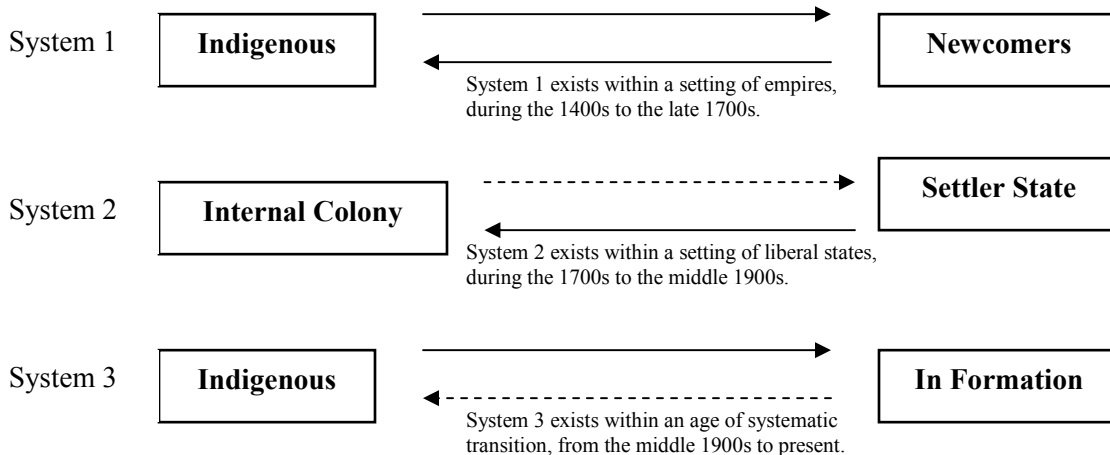 System 1
Indigenous
Newcomers
System 1 exists within a setting of empires,
during the 1400s to the late 1700s.
System 2
Internal Colony
Settler State
System 2 exists within a setting of liberal states,
during the 1700s to the middle 1900s.
System 3
Indigenous
In Formation
System 3 exists within an age of systematic
transition, from the middle 1900s to present.